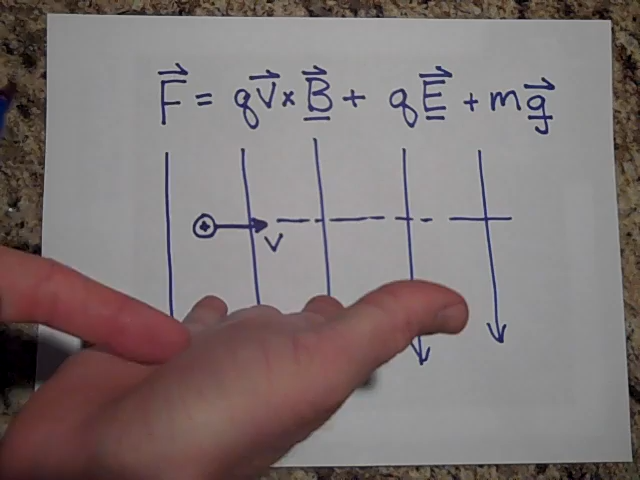 F⃗ = qV⃗ × B⃗ + qE⃗ + mg⃗
+
V